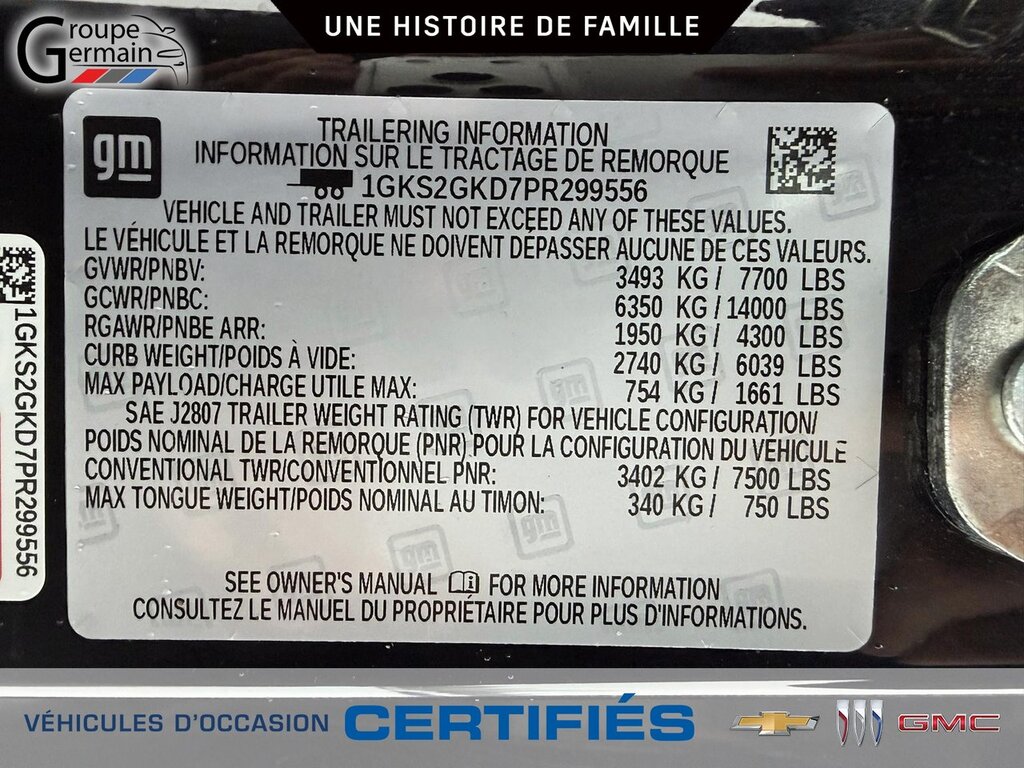 Groupe
Germain
UNE HISTOIRE DE FAMILLE
gm
TRAILERING INFORMATION
INFORMATION SUR LE TRACTAGE DE REMORQUE
1GKS2GKD7PR299556
VEHICLE AND TRAILER MUST NOT EXCEED ANY OF THESE VALUES.
LE VÉHICULE ET LA REMORQUE NE DOIVENT DÉPASSER AUCUNE DE CES VALEURS.
GVWR/PNBV: 3493 KG / 7700 LBS
GCWR/PNBC: 6350 KG / 14000 LBS
RGAWR/PNBE ARR: 1950 KG / 4300 LBS
CURB WEIGHT/POIDS À VIDE: 2740 KG / 6039 LBS
MAX PAYLOAD/CHARGE UTILE MAX: 754 KG / 1661 LBS
SAE J2807 TRAILER WEIGHT RATING (TWR) FOR VEHICLE CONFIGURATION/
POIDS NOMINAL DE LA REMORQUE (PNR) POUR LA CONFIGURATION DU VÉHICULE
CONVENTIONAL TWR/CONVENTIONNEL PNR: 3402 KG / 7500 LBS
MAX TONGUE WEIGHT/POIDS NOMINAL AU TIMON: 340 KG / 750 LBS
SEE OWNER'S MANUAL FOR MORE INFORMATION
CONSULTEZ LE MANUEL DU PROPRIÉTAIRE POUR PLUS D'INFORMATIONS.
1GKS2GKD7PR299556
VÉHICULES D'OCCASION CERTIFIÉS
GMC